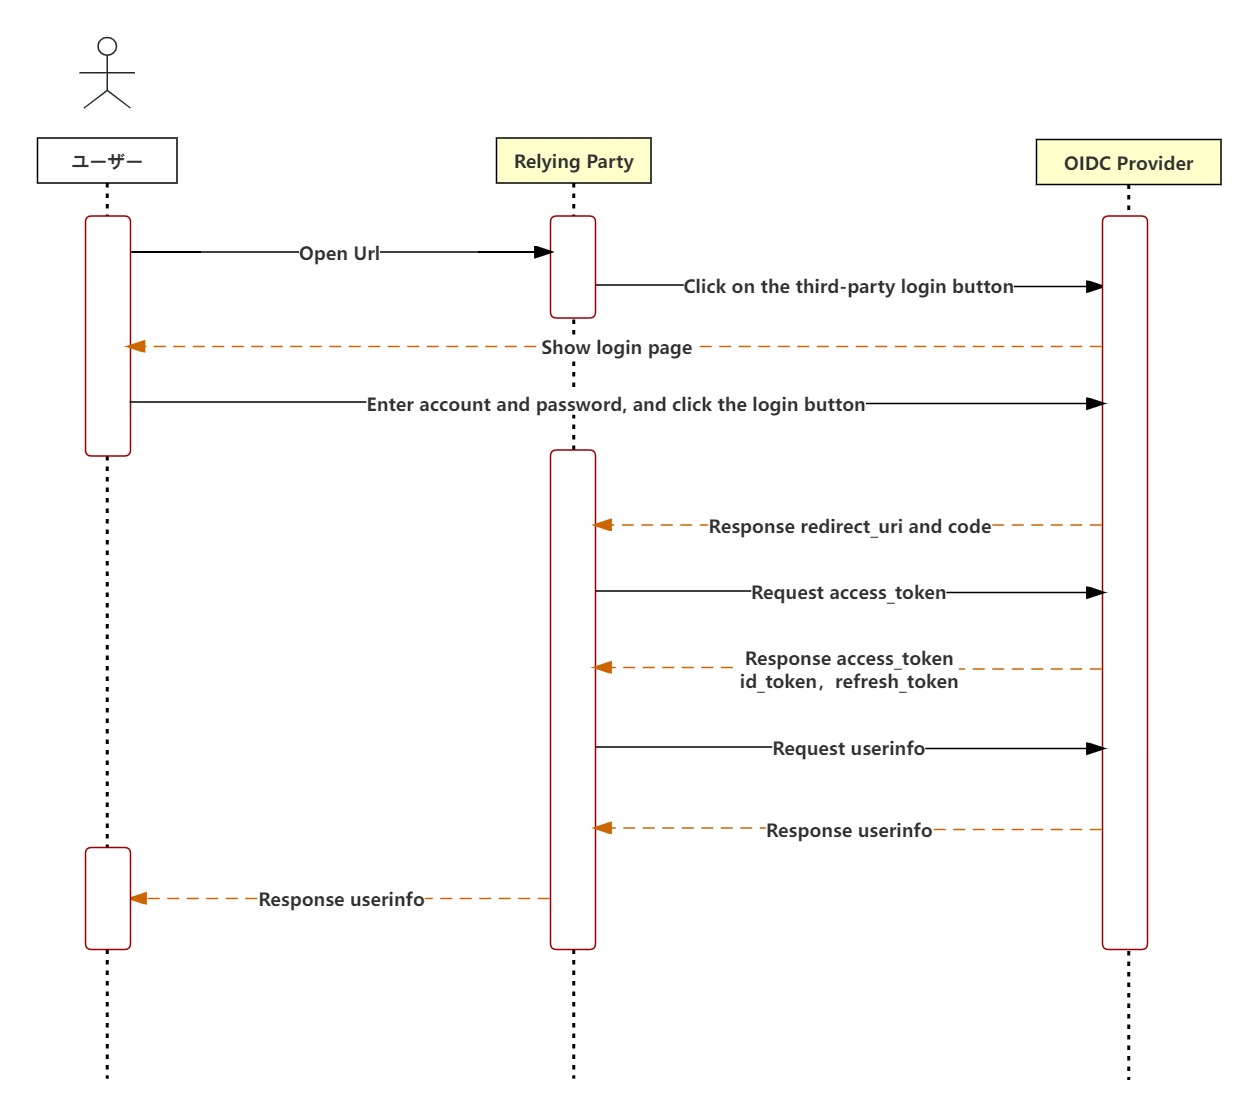 ユーザー
Relying Party
OIDC Provider
Open Url
Click on the third-party login button
Show login page
Enter account and password, and click the login button
Response redirect_uri and code
Request access_token
Response access_token
id_token，refresh_token
Request userinfo
Response userinfo
Response userinfo